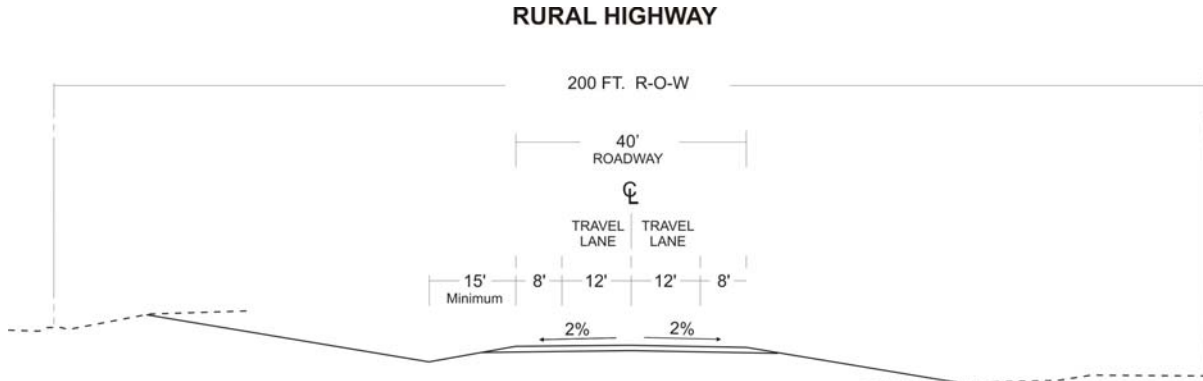 RURAL HIGHWAY
200 FT. R-O-W
40'
ROADWAY
℄
TRAVEL LANE
TRAVEL LANE
15' 8' 12' 12' 8'
Minimum
2% 2%